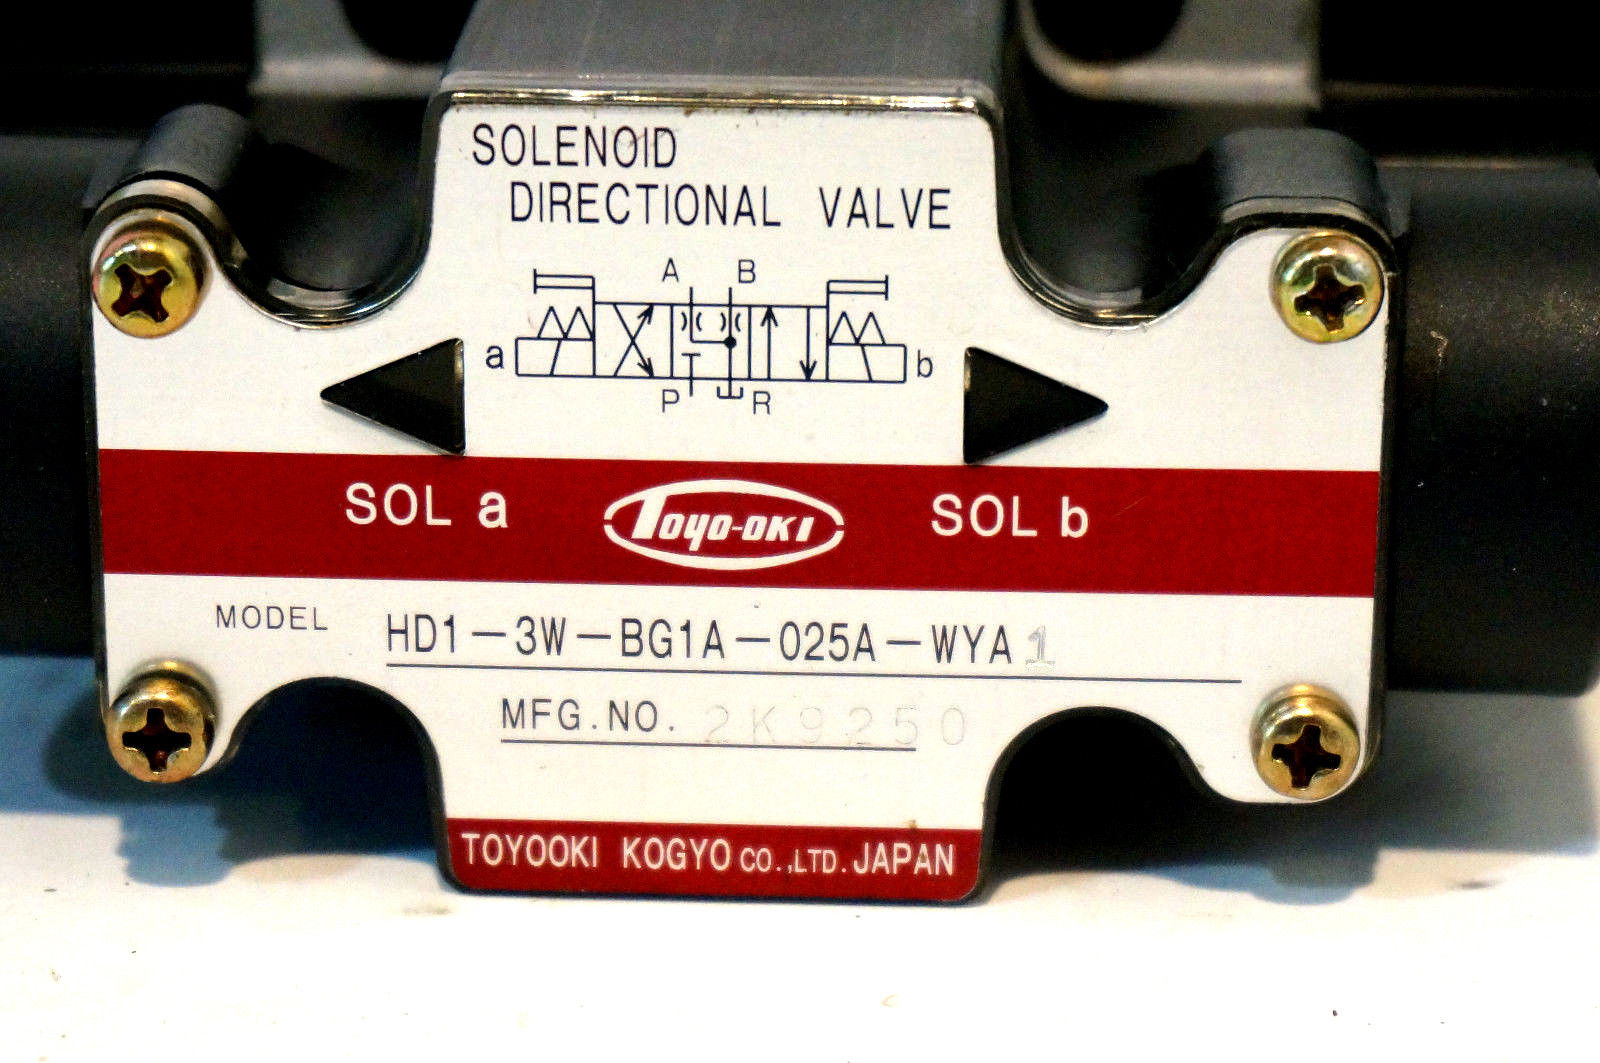 SOLENOID
DIRECTIONAL VALVE
A B
a b
P R
SOL a TOYO-OKI SOL b
MODEL HD1-3W-BG1A-025A-WYA1
MFG.NO. 2K9250
TOYOOKI KOGYO CO.,LTD. JAPAN